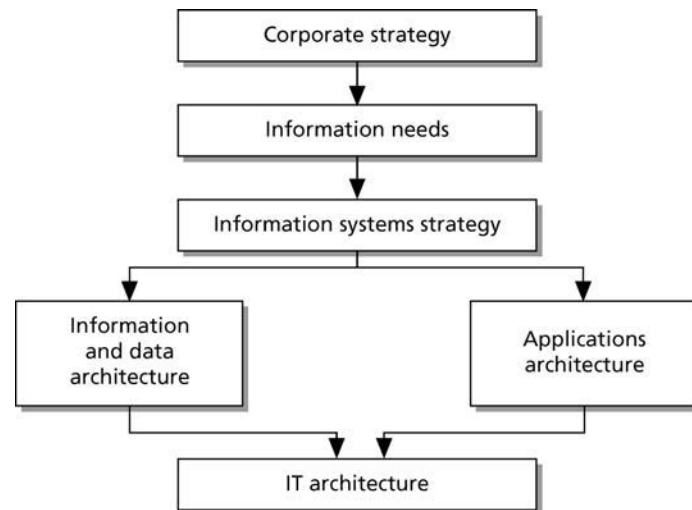 Corporate strategy
Information needs
Information systems strategy
Information
and data
architecture
Applications
architecture
IT architecture